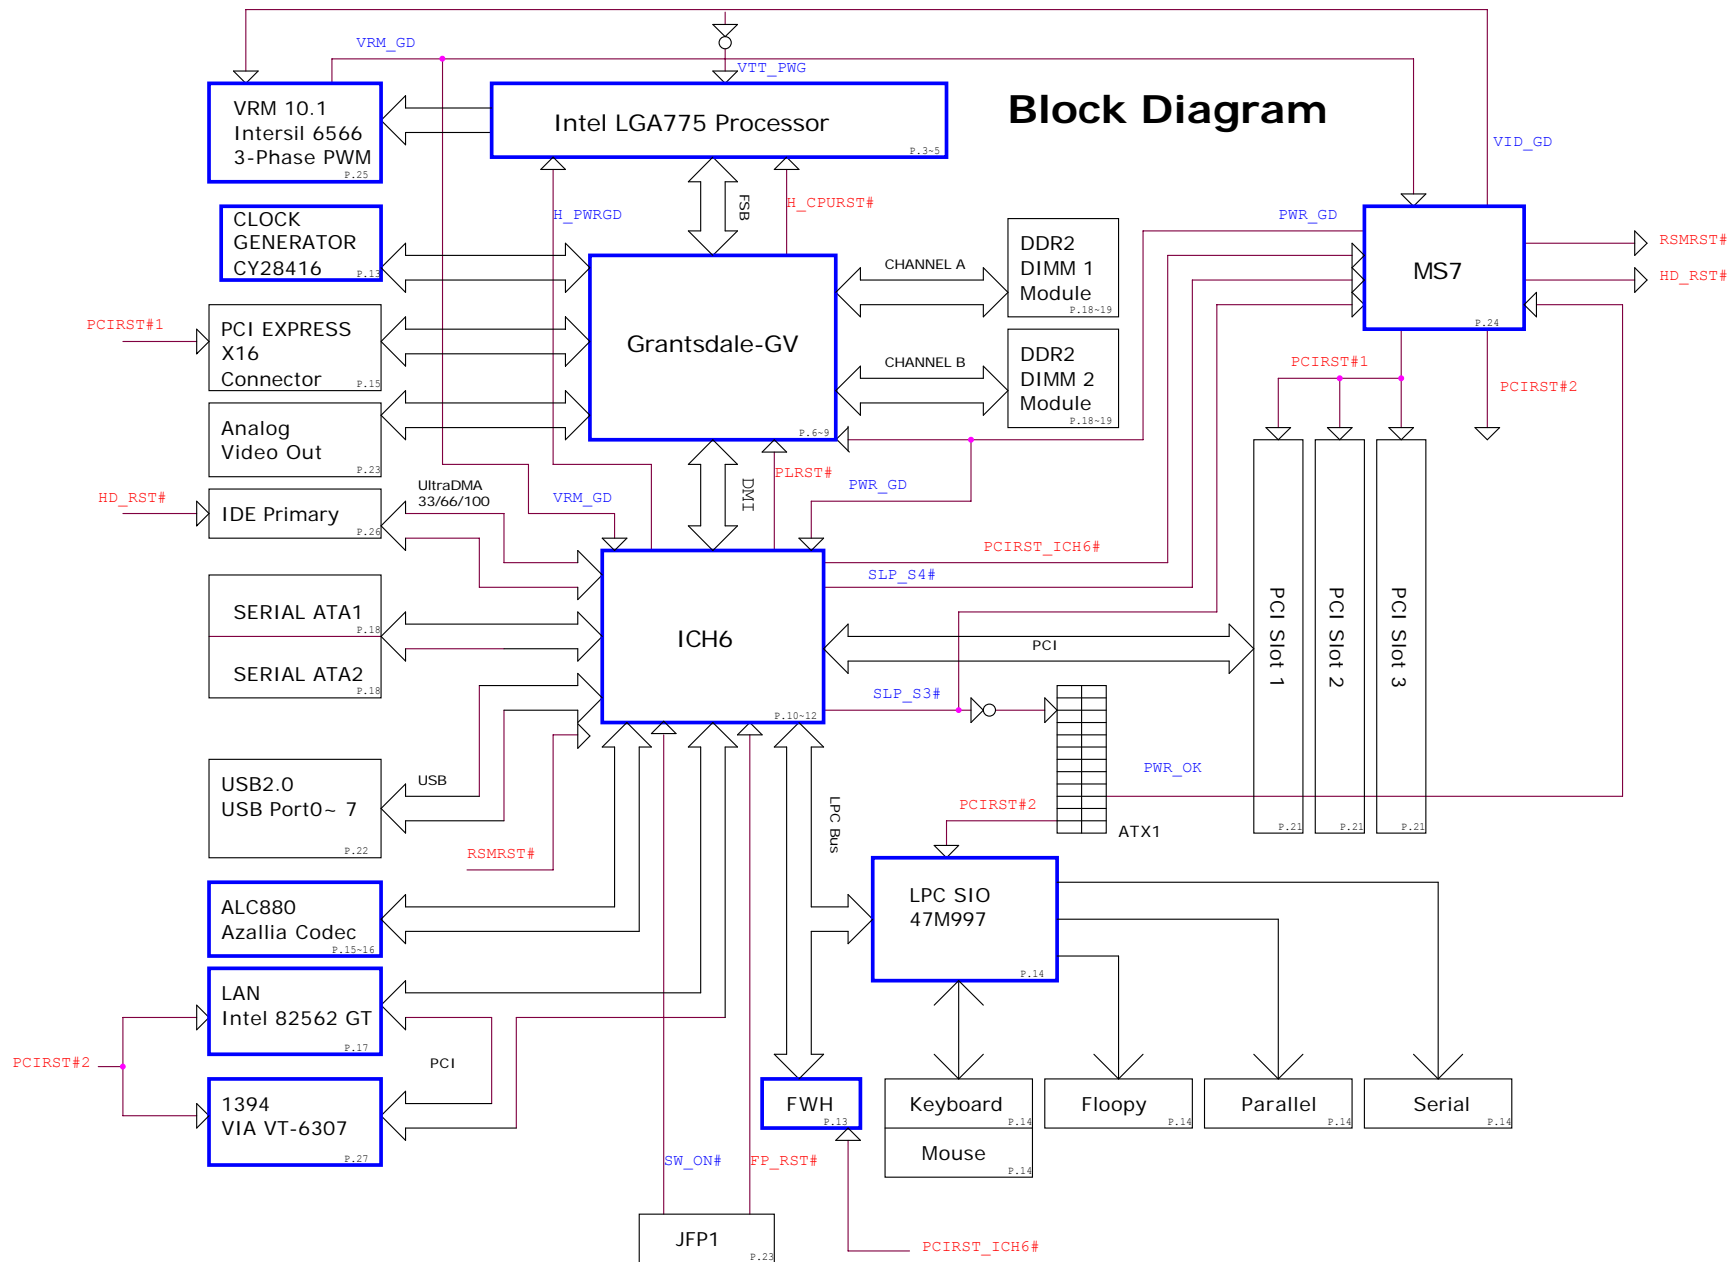 Block Diagram
VRM_GD
VTT_PWG
VID_GD
VRM 10.1
Intersil 6566
3-Phase PWM
P.25
Intel LGA775 Processor
P.3~5
CLOCK
GENERATOR
CY28416
P.13
H_PWRGD
FSB
H_CPURST#
PWR_GD
MS7
P.24
RSMRST#
HD_RST#
DDR2
DIMM 1
Module
P.18~19
CHANNEL A
PCIRST#1
PCI EXPRESS
X16
Connector
P.15
Grantsdale-GV
P.6~9
CHANNEL B
DDR2
DIMM 2
Module
P.18~19
PCIRST#1
PCIRST#2
Analog
Video Out
P.23
HD_RST#
IDE Primary
P.26
UltraDMA
33/66/100
VRM_GD
DMI
PLRST#
PWR_GD
PCIRST_ICH6#
SLP_S4#
SERIAL ATA1
P.18
SERIAL ATA2
P.18
ICH6
P.10~12
PCI
SLP_S3#
PCI Slot 1
P.21
PCI Slot 2
P.21
PCI Slot 3
P.21
USB2.0
USB Port0~ 7
P.22
USB
RSMRST#
LPC Bus
PWR_OK
PCIRST#2
ATX1
ALC880
Azallia Codec
P.15~16
LPC SIO
47M997
P.14
LAN
Intel 82562 GT
P.17
PCIRST#2
PCI
1394
VIA VT-6307
P.27
FWH
P.13
Keyboard
P.14
Mouse
P.14
Floopy
P.14
Parallel
P.14
Serial
P.14
SW_ON#
FP_RST#
JFP1
P.23
PCIRST_ICH6#